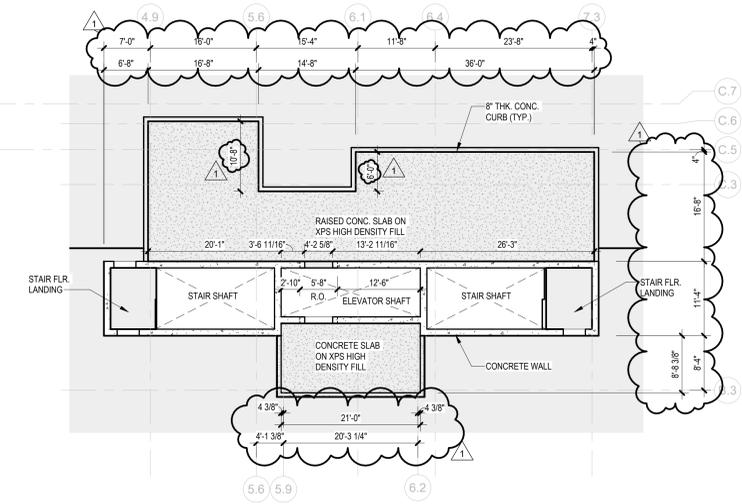 4.9 5.6 6.1 6.4 7.3
1
7'-0" 16'-0" 15'-4" 11'-8" 23'-8" 4"
6'-8" 16'-8" 14'-8" 36'-0"
C.7
8" THK. CONC.
CURB (TYP.)
C.6
1
C.5
10'-8"
1
6'-0"
1
4"
C.3
16'-8"
RAISED CONC. SLAB ON
XPS HIGH DENSITY FILL
20'-1" 3'-6 11/16" 4'-2 5/8" 13'-2 11/16" 26'-3"
STAIR FLR.
LANDING
STAIR SHAFT
2'-10" 5'-8" 12'-6"
R.O.
ELEVATOR SHAFT
STAIR SHAFT
STAIR FLR.
LANDING
11'-4"
CONCRETE SLAB
ON XPS HIGH
DENSITY FILL
CONCRETE WALL
8'-8 3/8"
8'-4"
B.3
4 3/8" 4 3/8"
21'-0"
4'-1 3/8" 20'-3 1/4"
1
5.6 5.9 6.2